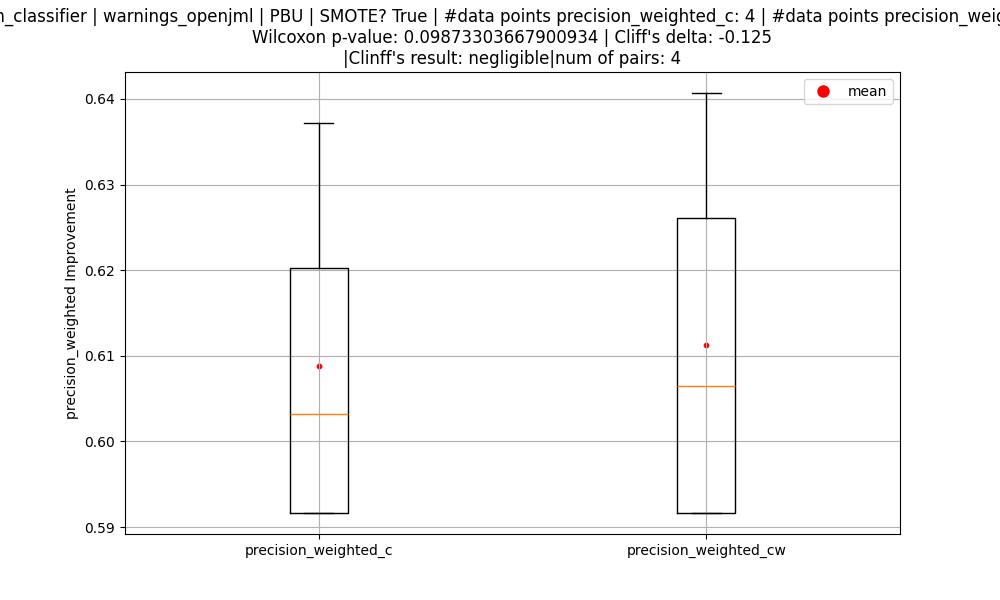 _classifier | warnings_openjml | PBU | SMOTE? True | #data points precision_weighted_c: 4 | #data points
Wilcoxon p-value: 0.09873303667900934 | Cliff's delta: -0.125
|Clinff's result: negligible|num of pairs: 4
mean
0.64
0.63
0.62
0.61
0.60
0.59
precision_weighted Improvement
precision_weighted_c
precision_weighted_cw